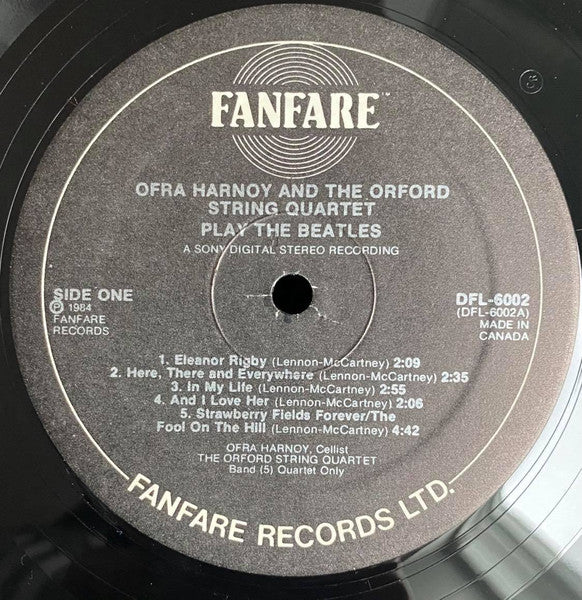 FANFARE™
OFRA HARNOY AND THE ORFORD
STRING QUARTET
PLAY THE BEATLES
A SONY DIGITAL STEREO RECORDING
SIDE ONE
℗ 1984
FANFARE
RECORDS
DFL-6002
(DFL-6002A)
MADE IN
CANADA
1. Eleanor Rigby (Lennon-McCartney) 2:09
2. Here, There and Everywhere (Lennon-McCartney) 2:35
3. In My Life (Lennon-McCartney) 2:55
4. And I Love Her (Lennon-McCartney) 2:06
5. Strawberry Fields Forever/The
Fool On The Hill (Lennon-McCartney) 4:42
OFRA HARNOY, Cellist
THE ORFORD STRING QUARTET
Band (5) Quartet Only
FANFARE RECORDS LTD.